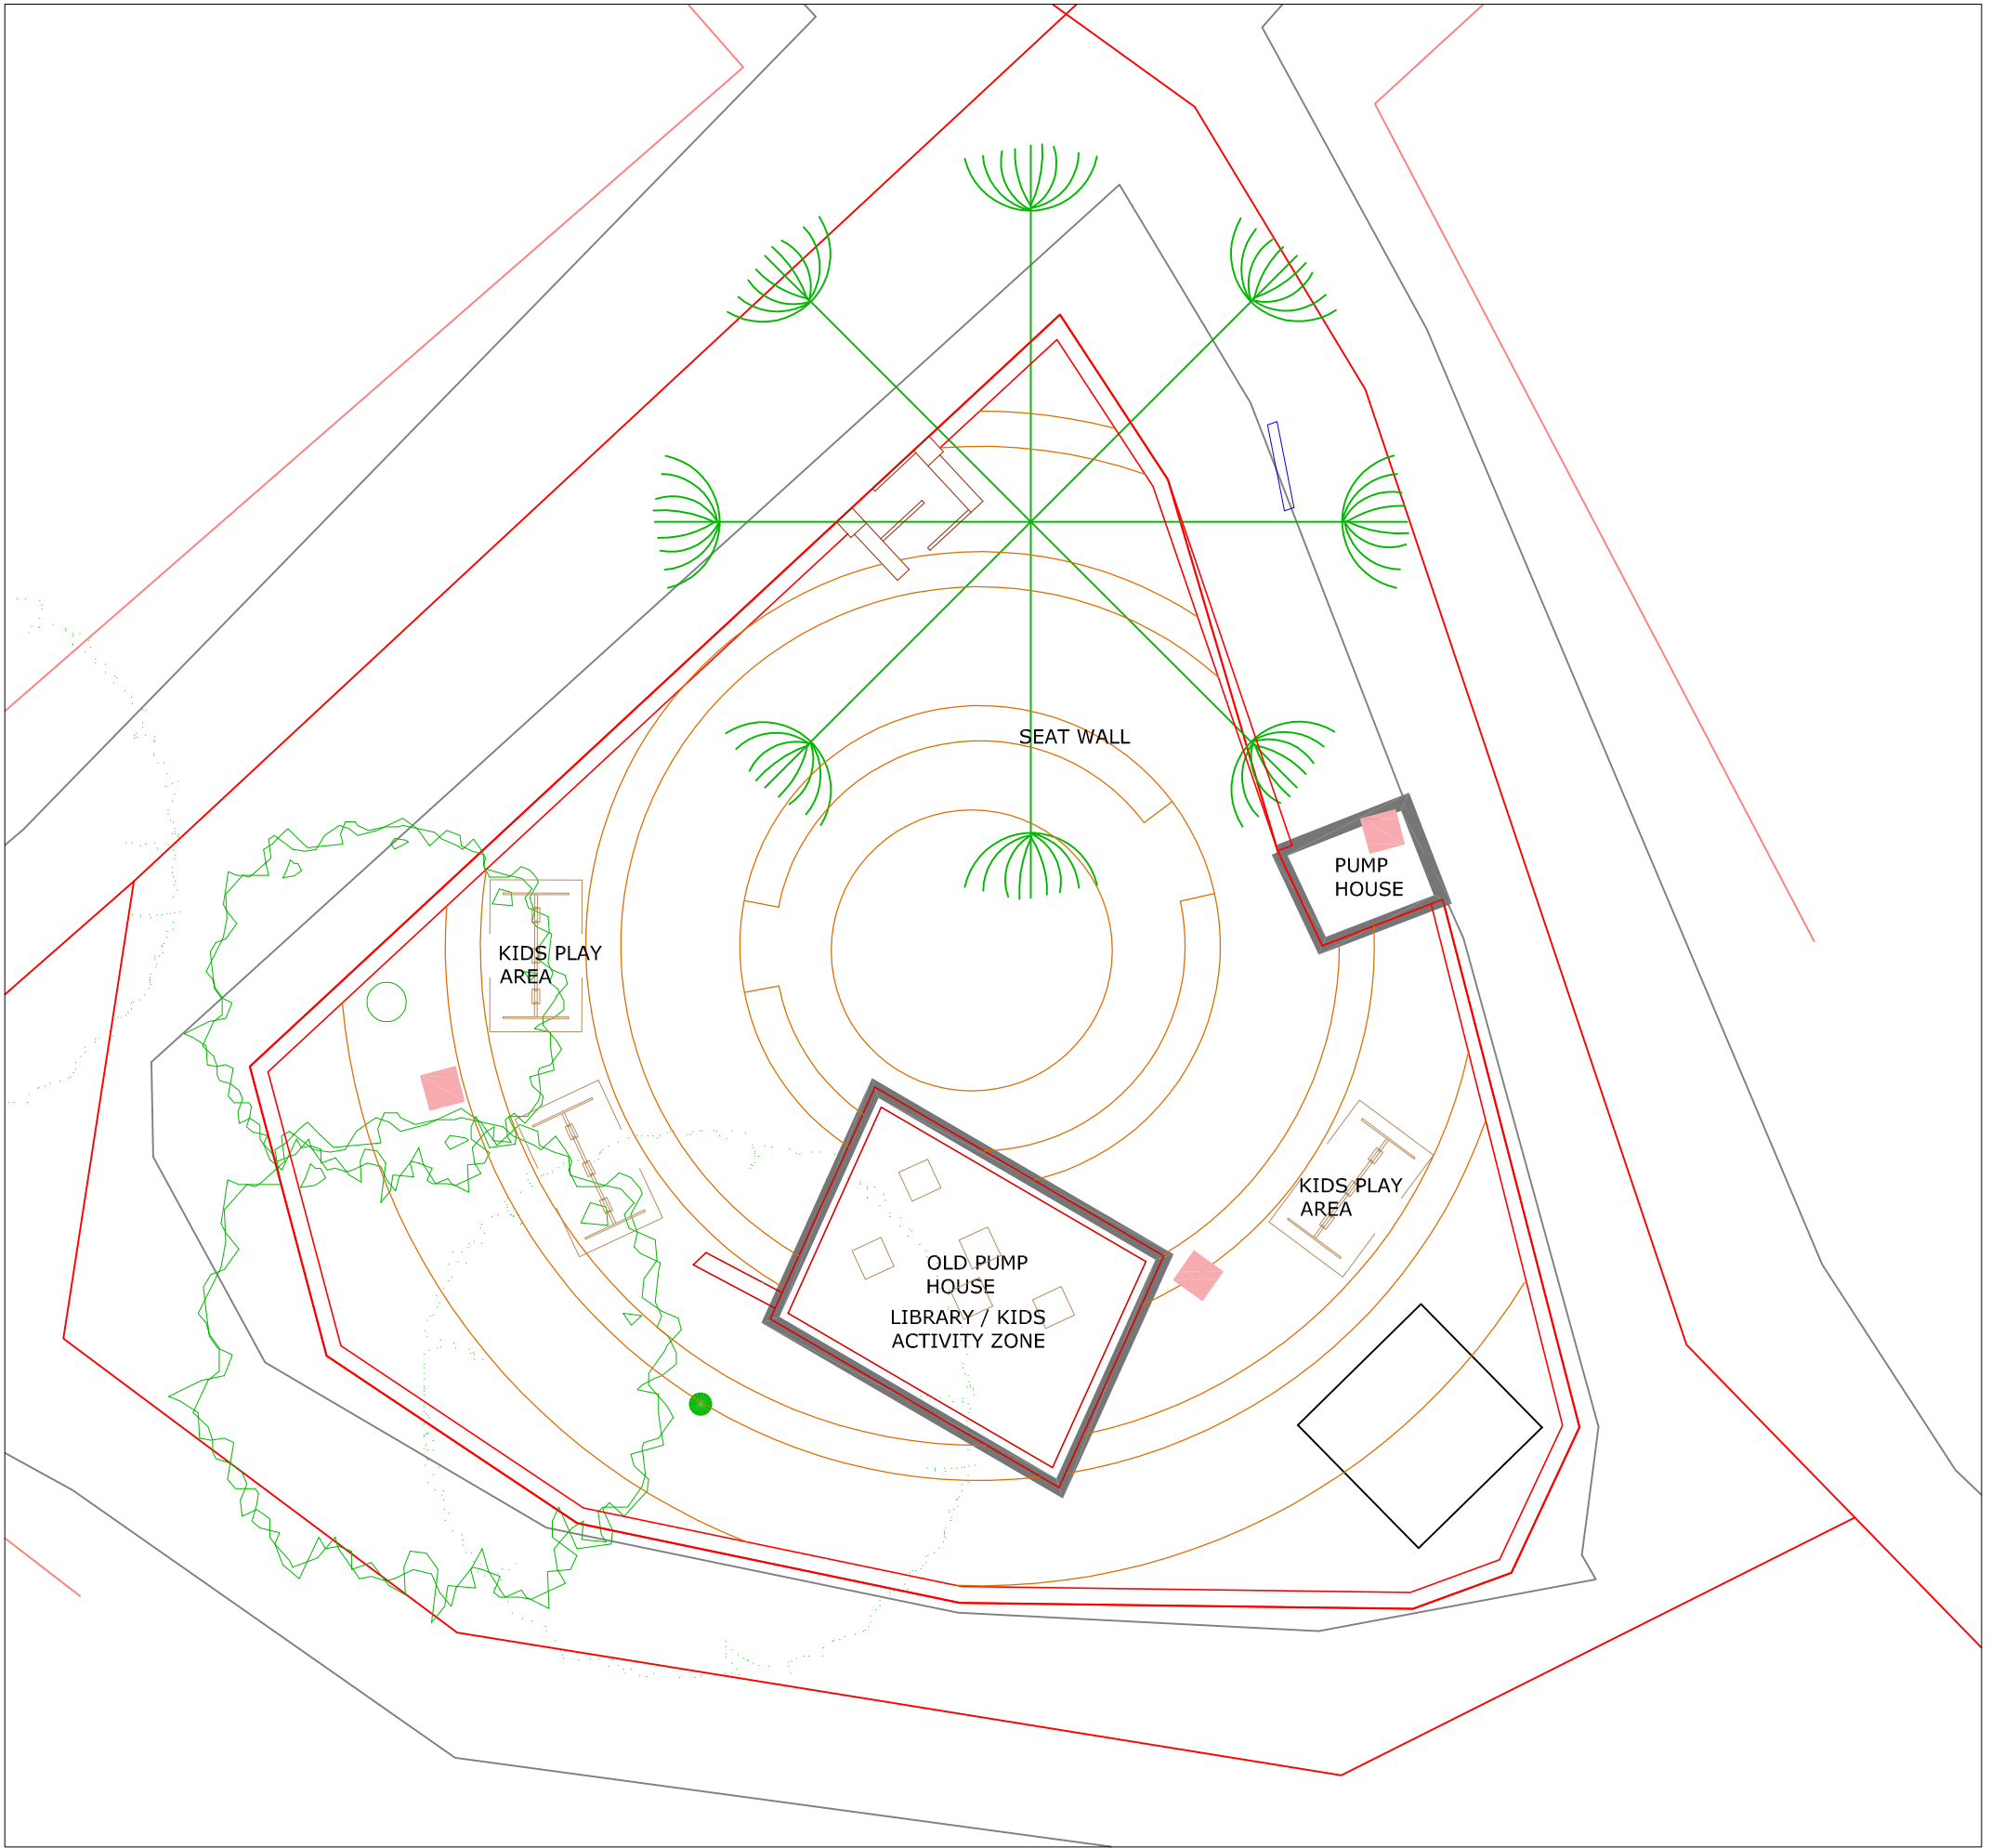 SEAT WALL
PUMP
HOUSE
KIDS PLAY
AREA
KIDS PLAY
AREA
OLD PUMP
HOUSE
LIBRARY / KIDS
ACTIVITY ZONE